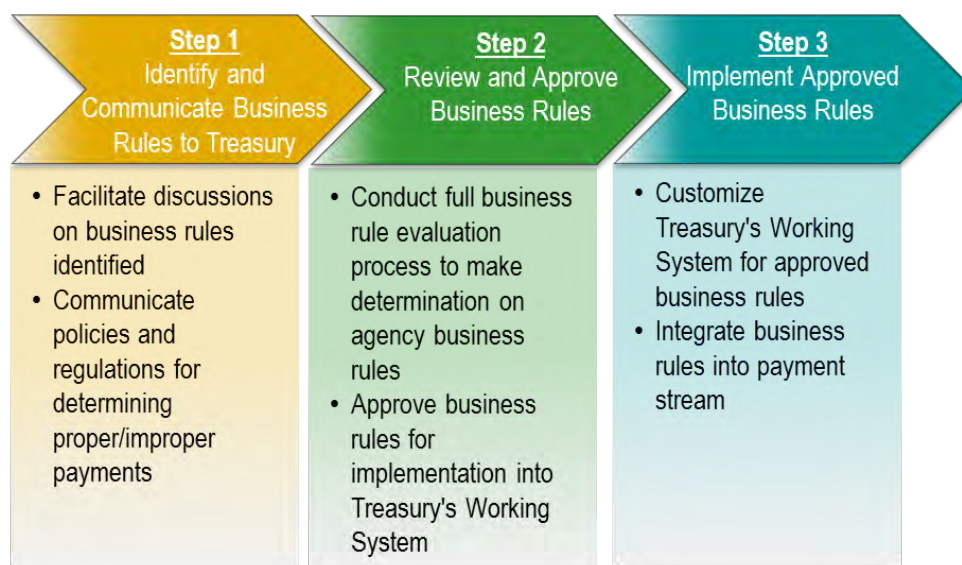 Step 1
Identify and
Communicate Business
Rules to Treasury
• Facilitate discussions
on business rules
identified
• Communicate
policies and
regulations for
determining
proper/improper
payments
Step 2
Review and Approve
Business Rules
• Conduct full business
rule evaluation
process to make
determination on
agency business
rules
• Approve business
rules for
implementation into
Treasury's Working
System
Step 3
Implement Approved
Business Rules
• Customize
Treasury's Working
System for approved
business rules
• Integrate business
rules into payment
stream